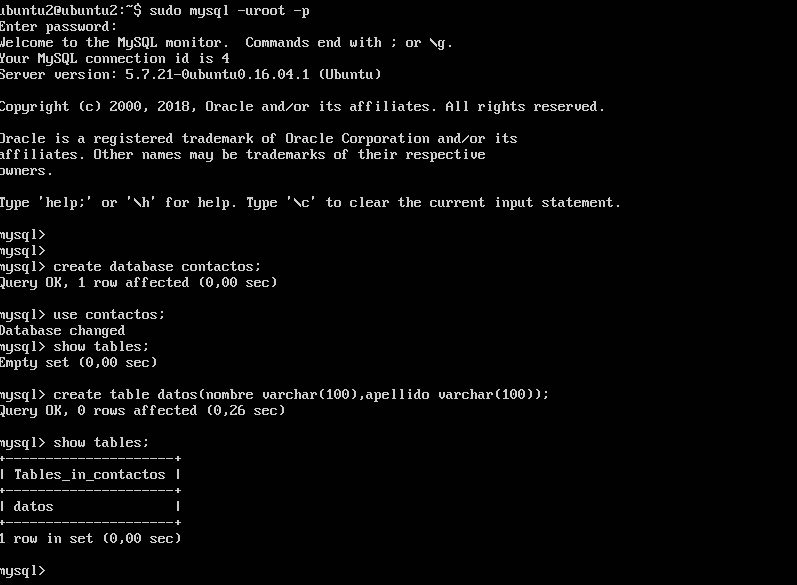 ubuntu2@ubuntu2:~$ sudo mysql -uroot -p
Enter password:
Welcome to the MySQL monitor.  Commands end with ; or \g.
Your MySQL connection id is 4
Server version: 5.7.21-0ubuntu0.16.04.1 (Ubuntu)
Copyright (c) 2000, 2018, Oracle and/or its affiliates. All rights reserved.
Oracle is a registered trademark of Oracle Corporation and/or its
affiliates. Other names may be trademarks of their respective
owners.
Type 'help;' or '\h' for help. Type '\c' to clear the current input statement.
mysql>
mysql>
mysql> create database contactos;
Query OK, 1 row affected (0,00 sec)
mysql> use contactos;
Database changed
mysql> show tables;
Empty set (0,00 sec)
mysql> create table datos(nombre varchar(100),apellido varchar(100));
Query OK, 0 rows affected (0,26 sec)
mysql> show tables;
+---------------------+
| Tables_in_contactos |
+---------------------+
| datos               |
+---------------------+
1 row in set (0,00 sec)
mysql>